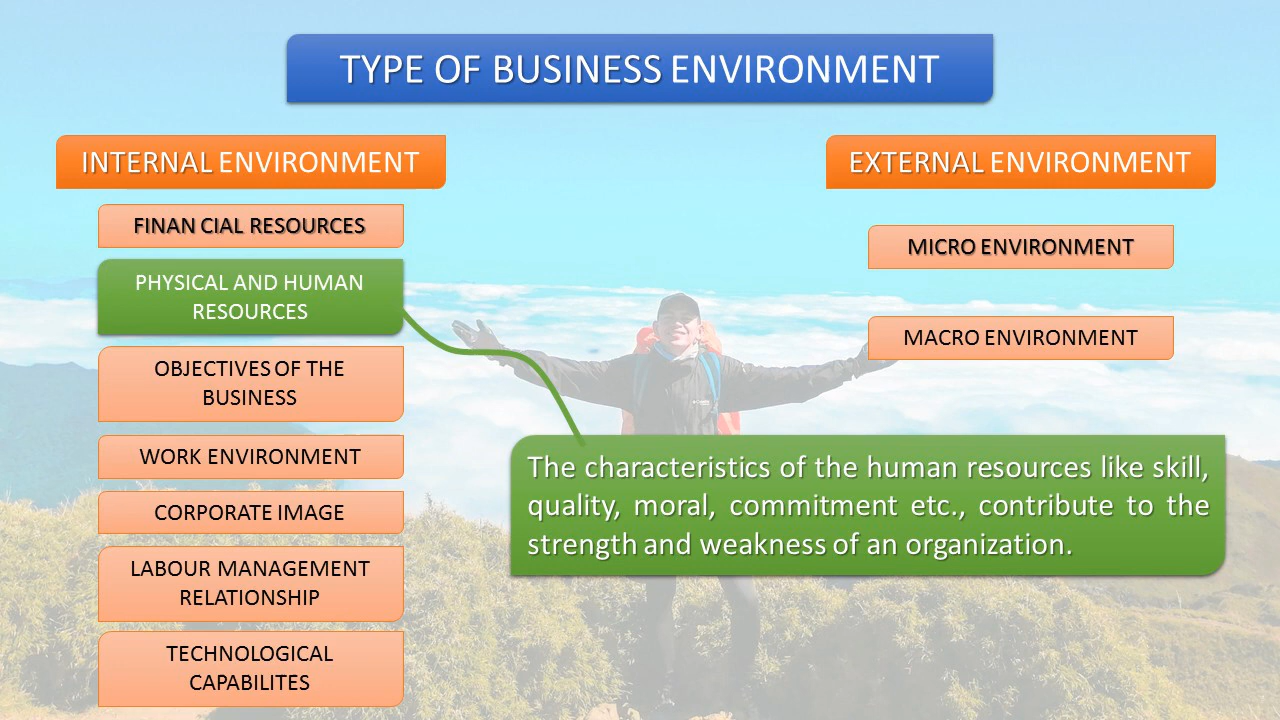 TYPE OF BUSINESS ENVIRONMENT
INTERNAL ENVIRONMENT
FINAN CIAL RESOURCES
PHYSICAL AND HUMAN
RESOURCES
OBJECTIVES OF THE
BUSINESS
WORK ENVIRONMENT
CORPORATE IMAGE
LABOUR MANAGEMENT
RELATIONSHIP
TECHNOLOGICAL
CAPABILITES
EXTERNAL ENVIRONMENT
MICRO ENVIRONMENT
MACRO ENVIRONMENT
The characteristics of the human resources like skill,
quality, moral, commitment etc., contribute to the
strength and weakness of an organization.